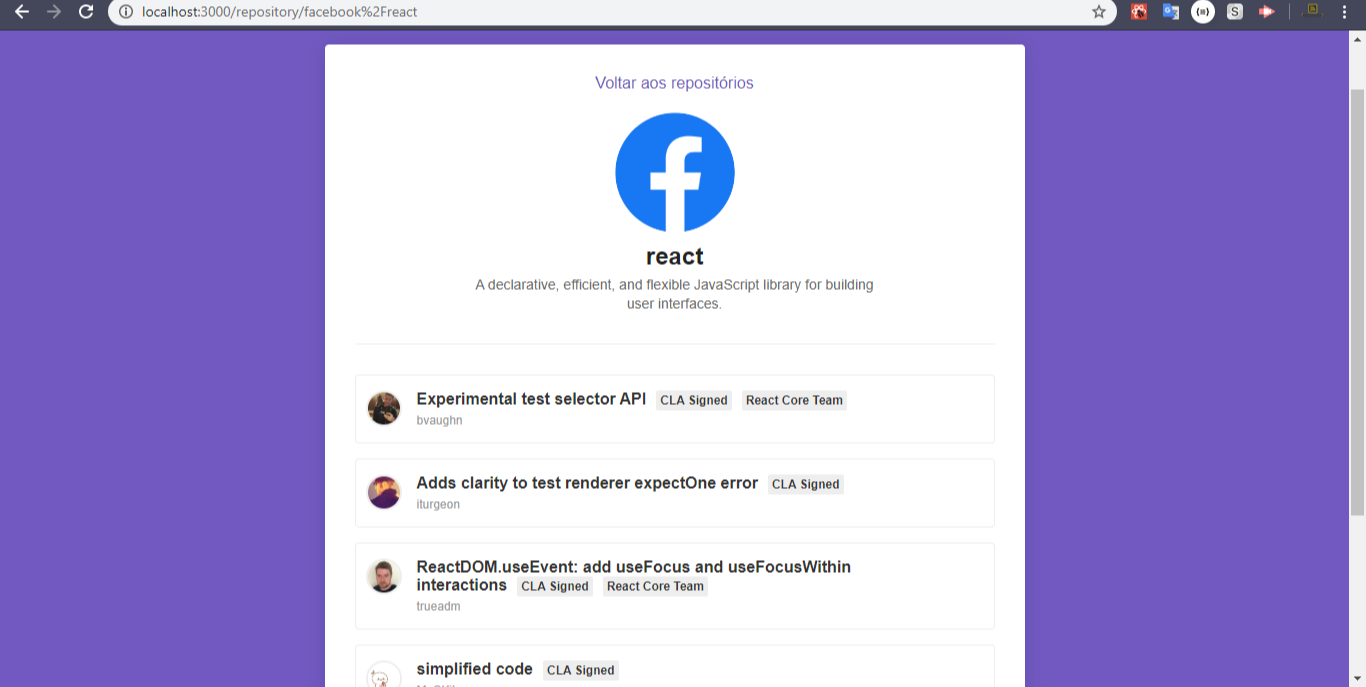 localhost:3000/repository/facebook%2Freact
Voltar aos repositórios
react
A declarative, efficient, and flexible JavaScript library for building
user interfaces.
Experimental test selector API CLA Signed React Core Team
bvaughn
Adds clarity to test renderer expectOne error CLA Signed
iturgeon
ReactDOM.useEvent: add useFocus and useFocusWithin
interactions CLA Signed React Core Team
trueadm
simplified code CLA Signed